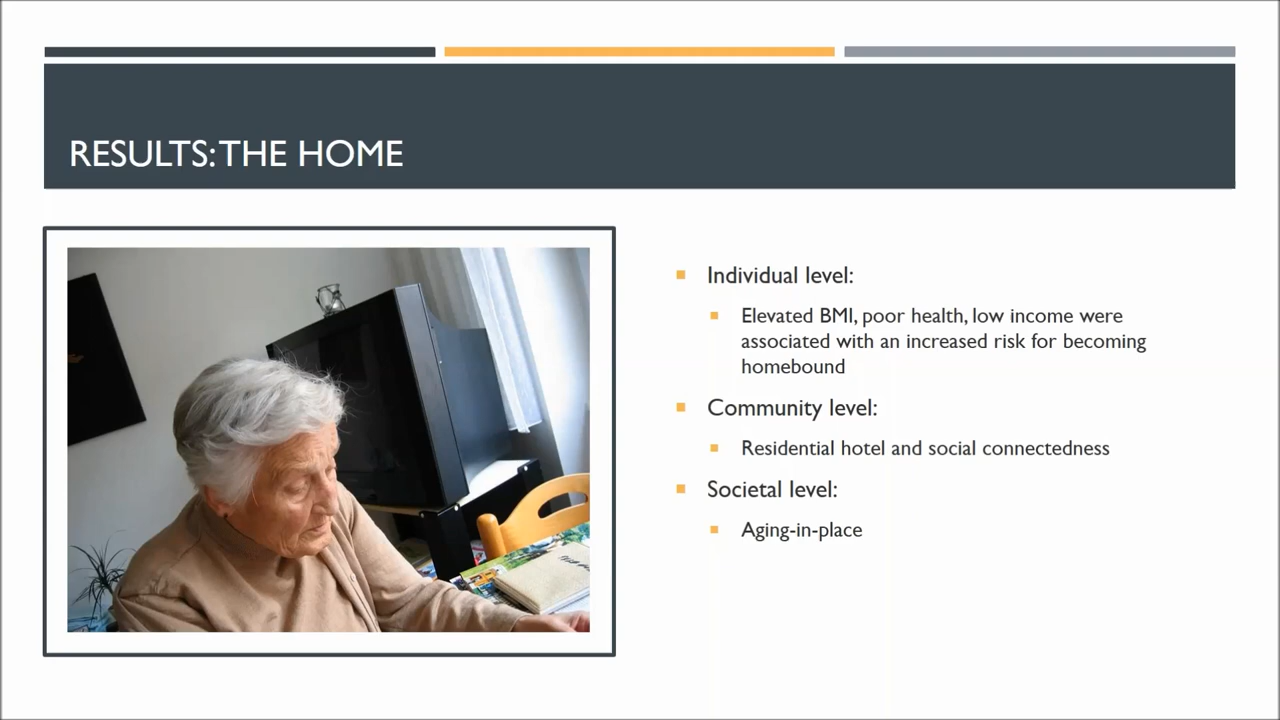 RESULTS: THE HOME
Individual level:
Elevated BMI, poor health, low income were
associated with an increased risk for becoming
homebound
Community level:
Residential hotel and social connectedness
Societal level:
Aging-in-place